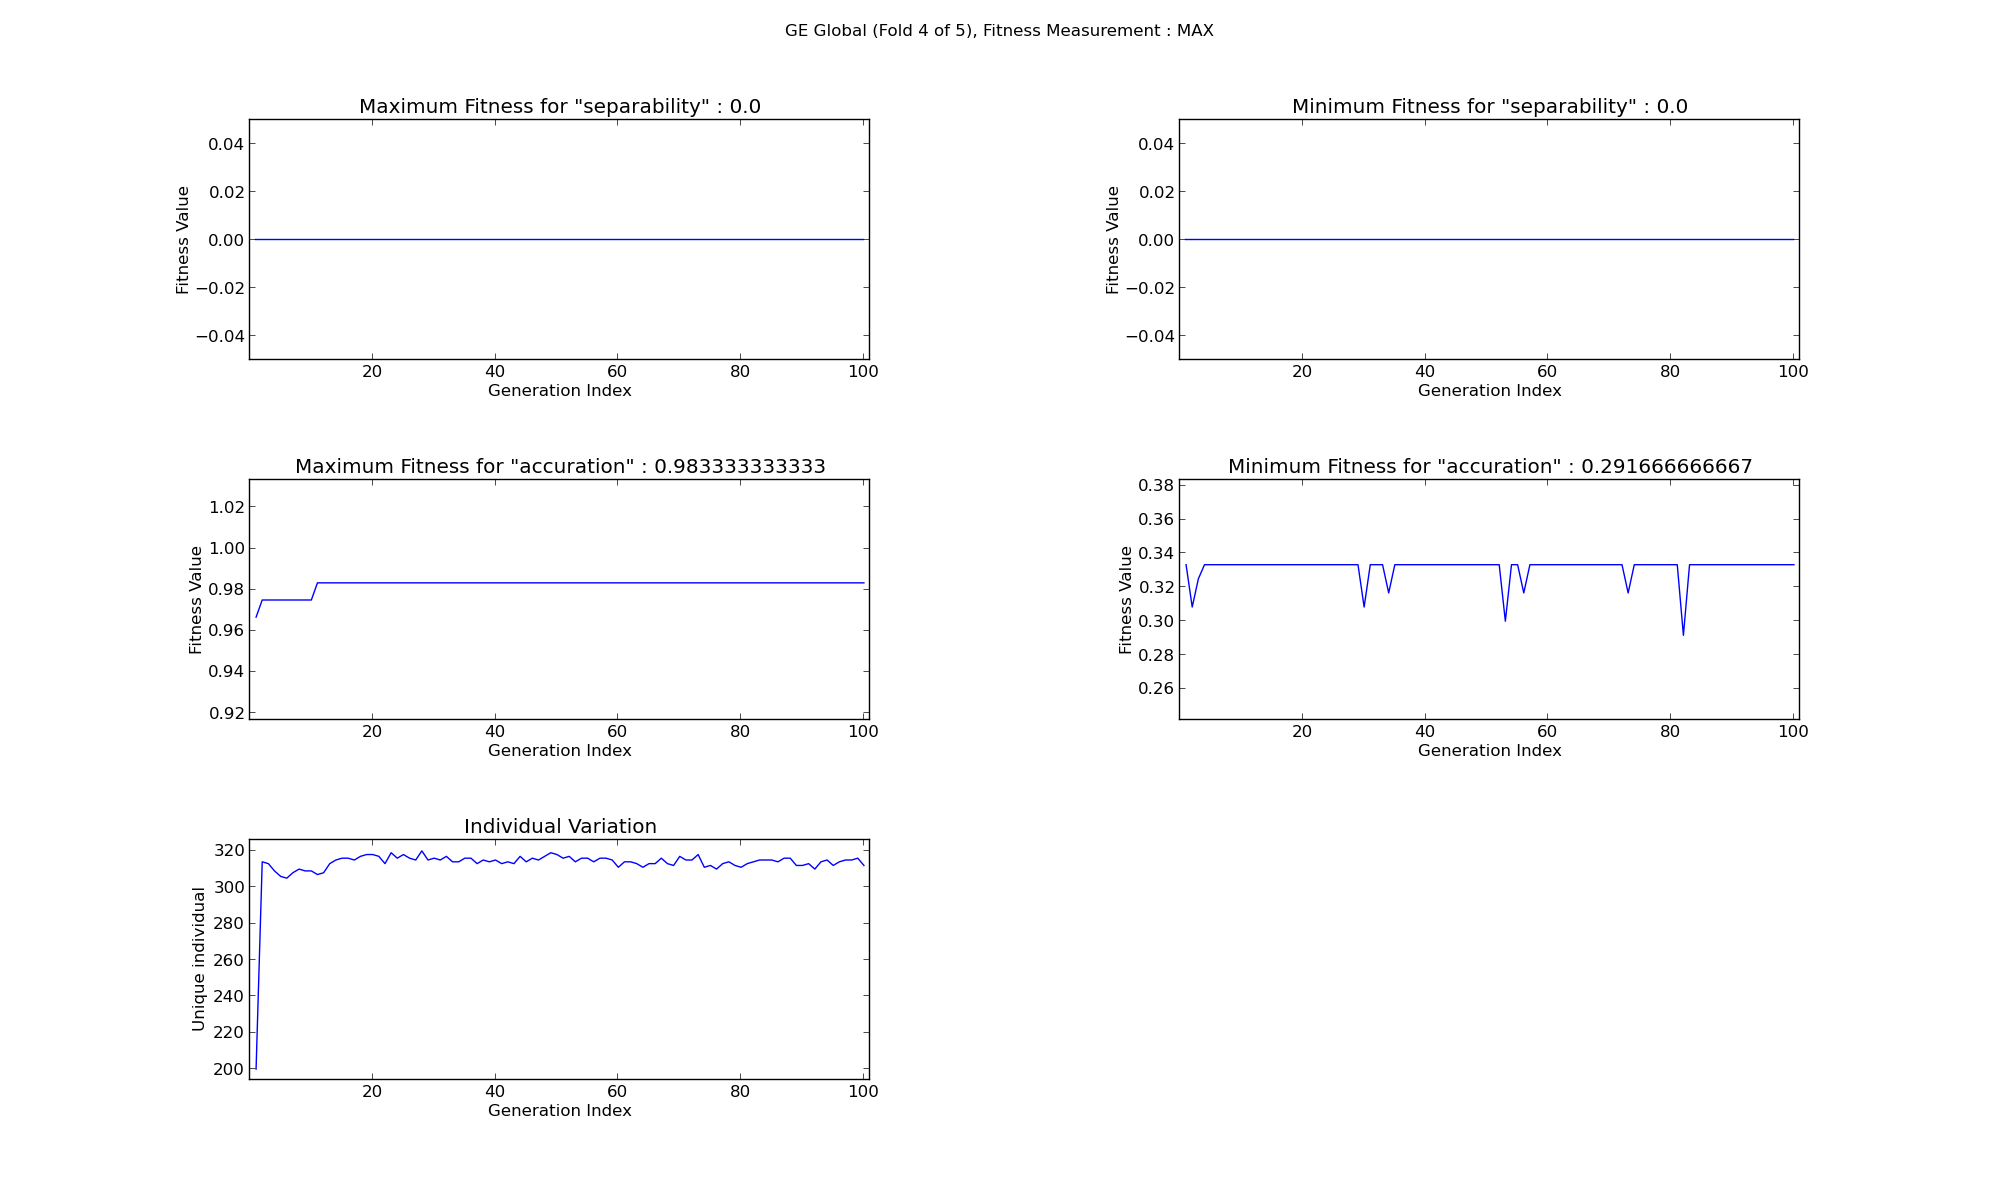 GE Global (Fold 4 of 5), Fitness Measurement : MAX
Maximum Fitness for "separability" : 0.0
0.04
0.02
0.00
−0.02
−0.04
Fitness Value
20 40 60 80 100
Generation Index
Minimum Fitness for "separability" : 0.0
0.04
0.02
0.00
−0.02
−0.04
Fitness Value
20 40 60 80 100
Generation Index
Maximum Fitness for "accuration" : 0.983333333333
1.02
1.00
0.98
0.96
0.94
0.92
Fitness Value
20 40 60 80 100
Generation Index
Minimum Fitness for "accuration" : 0.291666666667
0.38
0.36
0.34
0.32
0.30
0.28
0.26
Fitness Value
20 40 60 80 100
Generation Index
Individual Variation
320
300
280
260
240
220
200
Unique individual
20 40 60 80 100
Generation Index